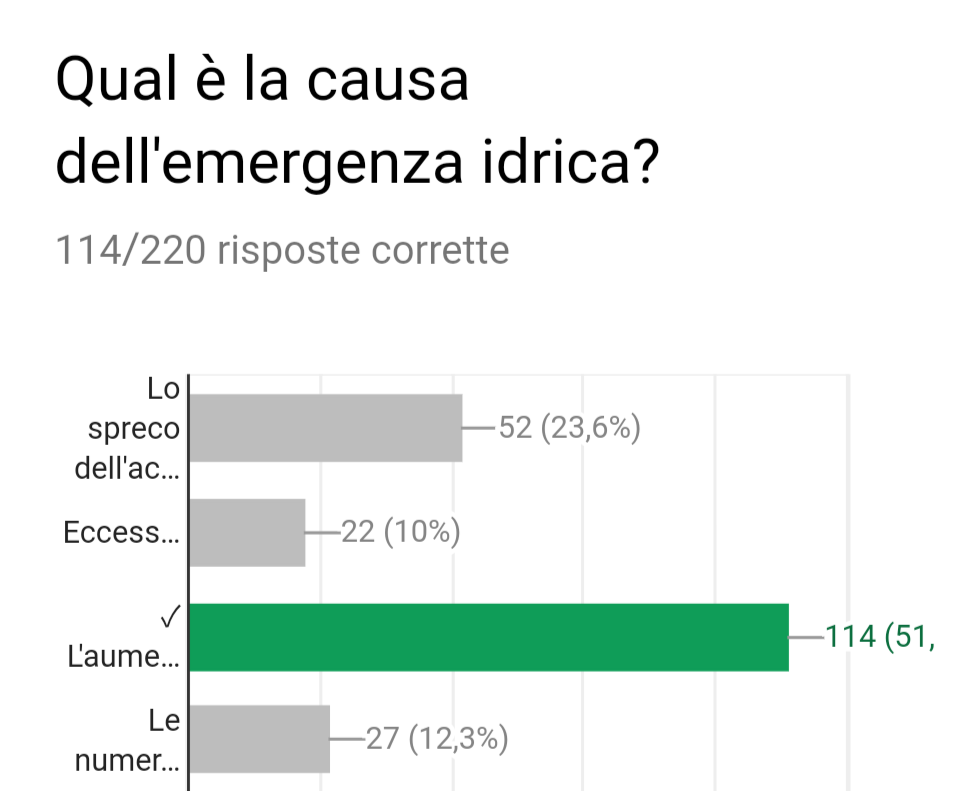 Qual è la causa
dell'emergenza idrica?
114/220 risposte corrette
Lo
spreco
dell'ac...
52 (23,6%)
Eccess...
22 (10%)
✓
L'aume...
114 (51,
Le
numer...
27 (12,3%)